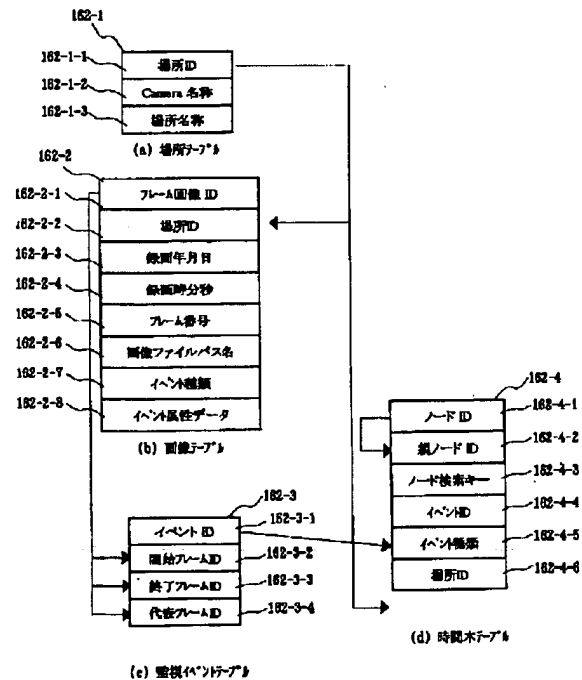 162-1
162-1-1
場所ID
162-1-2
Camera 名称
162-1-3
場所名称
(a) 場所テーブル
162-2
162-2-1
フレーム画像 ID
162-2-2
場所ID
162-2-3
録画年月日
162-2-4
録画時分秒
162-2-5
フレーム番号
162-2-6
画像ファイルパス名
162-2-7
イベント種類
162-2-8
イベント属性データ
(b) 画像テーブル
162-3
イベント ID
162-3-1
開始フレームID
162-3-2
終了フレームID
162-3-3
代表フレームID
162-3-4
(c) 監視イベントテーブル
162-4
ノード ID
162-4-1
親ノード ID
162-4-2
ノード検索キー
162-4-3
イベントID
162-4-4
イベント種類
162-4-5
場所ID
162-4-6
(d) 時間木テーブル